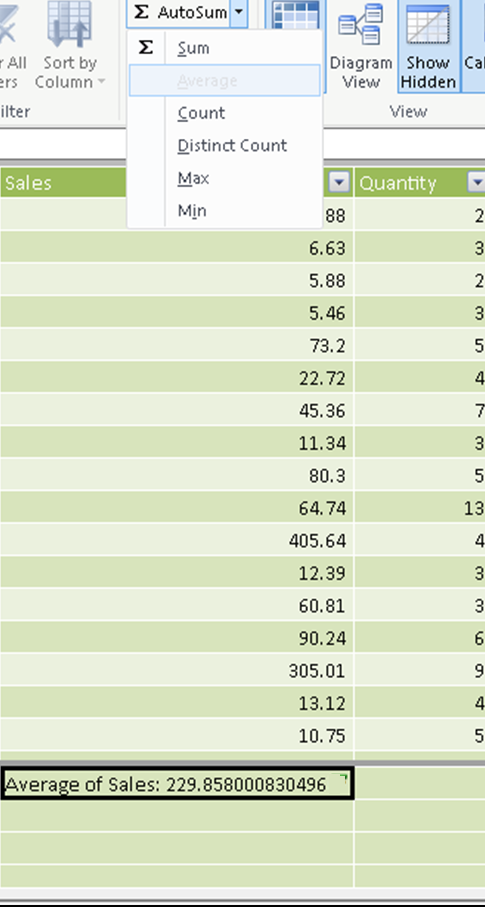 Σ AutoSum
r All Sort by
ers Column
ilter
Σ Sum
Average
Count
Distinct Count
Max
Min
Diagram Show Cal
View Hidden
View
Sales Quantity
88 2
6.63 3
5.88 2
5.46 3
73.2 5
22.72 4
45.36 7
11.34 3
80.3 5
64.74 13
405.64 4
12.39 3
60.81 3
90.24 6
305.01 9
13.12 4
10.75 5
Average of Sales: 229.858000830496